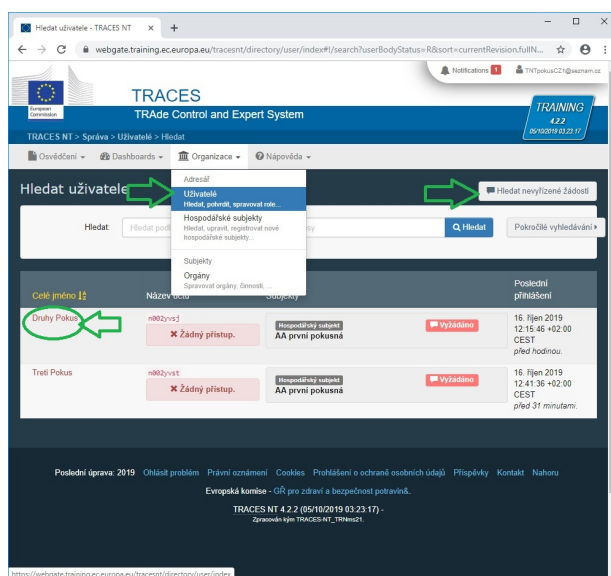 Hledat uživatele - TRACES NT
webgate.training.ec.europa.eu/tracesnt/directory/user/index#!/search?userBodyStatus=R&sort=currentRevision.fullN...
Notifications 1 TNTpokusCZ1@seznam.cz
European
Commission
TRACES
TRAde Control and Expert System
TRAINING
4.2.2
05/10/2019 03:23:17
TRACES NT > Správa > Uživatelé > Hledat
Osvědčení Dashboards Organizace Nápověda
Adresář
Uživatelé
Hledat, potvrdit, spravovat role...
Hospodářské subjekty
Hledat, upravit, registrovat nové
hospodářské subjekty...
Subjekty
Orgány
Spravovat orgány, činnosti, ...
Hledat uživatele
Hledat nevyřízené žádosti
Hledat:
Hledat Pokročilé vyhledávání
Celé jméno Název účtu Subjekty Poslední
přihlášení
Druhy Pokus n002yvsj
Žádný přístup.
Hospodářský subjekt
AA první pokusná
Vyžádáno
16. říjen 2019
12:15:46 +02:00
CEST
před hodinou.
Treti Pokus n002yvst
Žádný přístup.
Hospodářský subjekt
AA první pokusná
Vyžádáno
16. říjen 2019
12:41:36 +02:00
CEST
před 31 minutami.
Poslední úprava: 2019 Ohlásit problém Právní oznámení Cookies Prohlášení o ochraně osobních údajů Příspěvky Kontakt Nahoru
Evropská komise - GŘ pro zdraví a bezpečnost potravinš.
TRACES NT 4.2.2 (05/10/2019 03:23:17) -
Zpracován kým TRACES-NT_TRNms21.
https://webgate.training.ec.europa.eu/tracesnt/directory/user/index